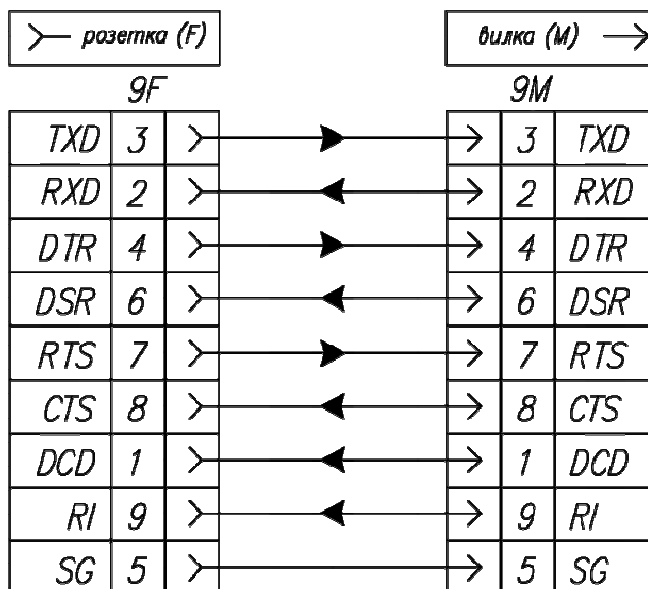 розетка (F) вилка (M)
9F 9M
TXD 3 3 TXD
RXD 2 2 RXD
DTR 4 4 DTR
DSR 6 6 DSR
RTS 7 7 RTS
CTS 8 8 CTS
DCD 1 1 DCD
RI 9 9 RI
SG 5 5 SG